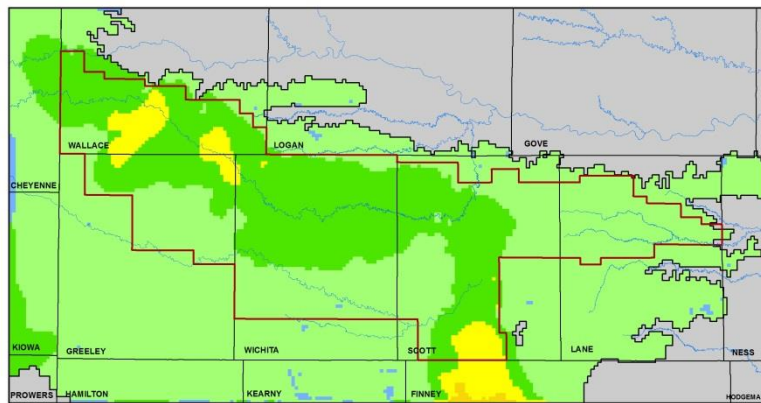 WALLACE
LOGAN
GOVE
CHEYENNE
KIOWA
GREELEY
WICHITA
SCOTT
LANE
NESS
PROWERS
HAMILTON
KEARNY
FINNEY
HODGEMA